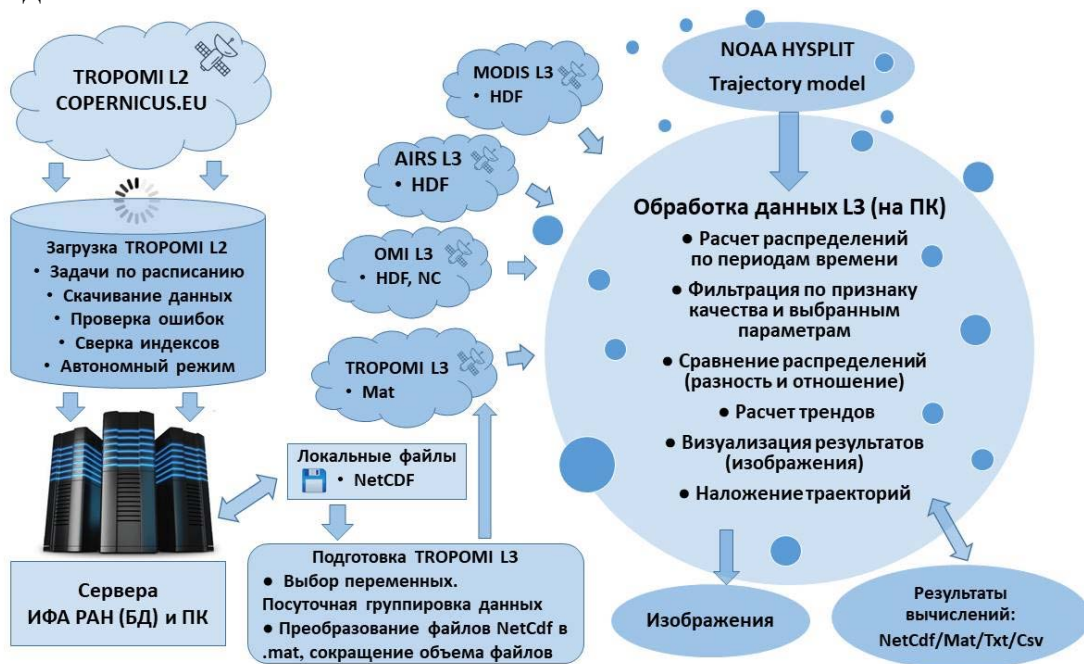 TROPOMI L2
COPERNICUS.EU
Загрузка TROPOMI L2
• Задачи по расписанию
• Скачивание данных
• Проверка ошибок
• Сверка индексов
• Автономный режим
Сервера
ИФА РАН (БД) и ПК
Локальные файлы
• NetCDF
Подготовка TROPOMI L3
● Выбор переменных.
Посуточная группировка данных
● Преобразование файлов NetCdf в
.mat, сокращение объема файлов
MODIS L3
• HDF
AIRS L3
• HDF
OMI L3
• HDF, NC
TROPOMI L3
• Mat
NOAA HYSPLIT
Trajectory model
Обработка данных L3 (на ПК)
● Расчет распределений
по периодам времени
● Фильтрация по признаку
качества и выбранным
параметрам
● Сравнение распределений
(разность и отношение)
● Расчет трендов
● Визуализация результатов
(изображения)
● Наложение траекторий
Изображения
Результаты
вычислений:
NetCdf/Mat/Txt/Csv